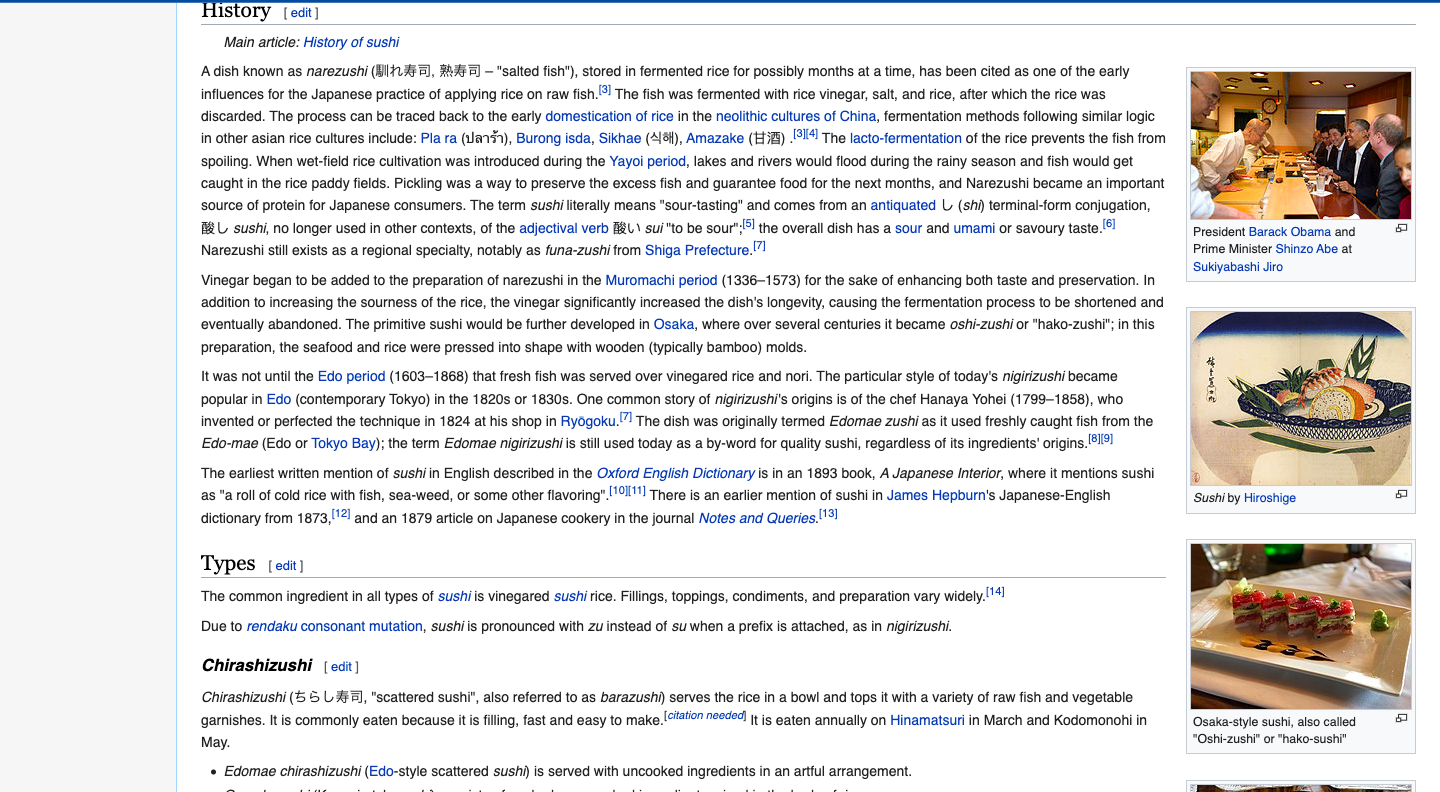 History [ edit ]
Main article: History of sushi
A dish known as narezushi (馴れ寿司, 熟寿司 – "salted fish"), stored in fermented rice for possibly months at a time, has been cited as one of the early
influences for the Japanese practice of applying rice on raw fish.[3] The fish was fermented with rice vinegar, salt, and rice, after which the rice was
discarded. The process can be traced back to the early domestication of rice in the neolithic cultures of China, fermentation methods following similar logic
in other asian rice cultures include: Pla ra (ปลาร้า), Burong isda, Sikhae (식해), Amazake (甘酒) .[3][4] The lacto-fermentation of the rice prevents the fish from
spoiling. When wet-field rice cultivation was introduced during the Yayoi period, lakes and rivers would flood during the rainy season and fish would get
caught in the rice paddy fields. Pickling was a way to preserve the excess fish and guarantee food for the next months, and Narezushi became an important
source of protein for Japanese consumers. The term sushi literally means "sour-tasting" and comes from an antiquated し (shi) terminal-form conjugation,
酸し sushi, no longer used in other contexts, of the adjectival verb 酸い sui "to be sour";[5] the overall dish has a sour and umami or savoury taste.[6]
Narezushi still exists as a regional specialty, notably as funa-zushi from Shiga Prefecture.[7]
Vinegar began to be added to the preparation of narezushi in the Muromachi period (1336–1573) for the sake of enhancing both taste and preservation. In
addition to increasing the sourness of the rice, the vinegar significantly increased the dish's longevity, causing the fermentation process to be shortened and
eventually abandoned. The primitive sushi would be further developed in Osaka, where over several centuries it became oshi-zushi or "hako-zushi"; in this
preparation, the seafood and rice were pressed into shape with wooden (typically bamboo) molds.
It was not until the Edo period (1603–1868) that fresh fish was served over vinegared rice and nori. The particular style of today's nigirizushi became
popular in Edo (contemporary Tokyo) in the 1820s or 1830s. One common story of nigirizushi's origins is of the chef Hanaya Yohei (1799–1858), who
invented or perfected the technique in 1824 at his shop in Ryōgoku.[7] The dish was originally termed Edomae zushi as it used freshly caught fish from the
Edo-mae (Edo or Tokyo Bay); the term Edomae nigirizushi is still used today as a by-word for quality sushi, regardless of its ingredients' origins.[8][9]
The earliest written mention of sushi in English described in the Oxford English Dictionary is in an 1893 book, A Japanese Interior, where it mentions sushi
as "a roll of cold rice with fish, sea-weed, or some other flavoring".[10][11] There is an earlier mention of sushi in James Hepburn's Japanese-English
dictionary from 1873,[12] and an 1879 article on Japanese cookery in the journal Notes and Queries.[13]
Types [ edit ]
The common ingredient in all types of sushi is vinegared sushi rice. Fillings, toppings, condiments, and preparation vary widely.[14]
Due to rendaku consonant mutation, sushi is pronounced with zu instead of su when a prefix is attached, as in nigirizushi.
Chirashizushi [ edit ]
Chirashizushi (ちらし寿司, "scattered sushi", also referred to as barazushi) serves the rice in a bowl and tops it with a variety of raw fish and vegetable
garnishes. It is commonly eaten because it is filling, fast and easy to make.[citation needed] It is eaten annually on Hinamatsuri in March and Kodomonohi in
May.
• Edomae chirashizushi (Edo-style scattered sushi) is served with uncooked ingredients in an artful arrangement.
President Barack Obama and
Prime Minister Shinzo Abe at
Sukiyabashi Jiro
Sushi by Hiroshige
Osaka-style sushi, also called
"Oshi-zushi" or "hako-sushi"